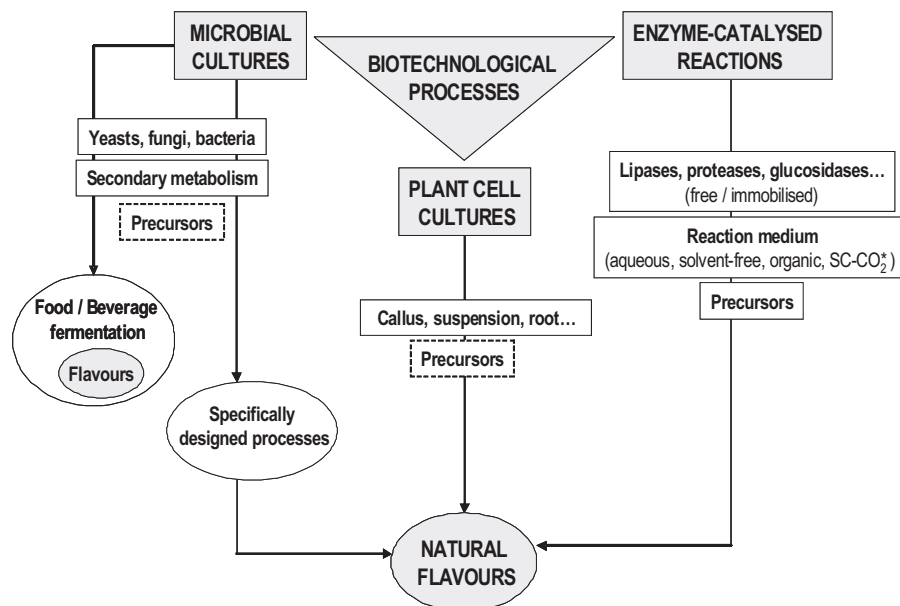 MICROBIAL
CULTURES
BIOTECHNOLOGICAL
PROCESSES
ENZYME-CATALYSED
REACTIONS
Yeasts, fungi, bacteria
Secondary metabolism
Precursors
Food / Beverage
fermentation
Flavours
Specifically
designed processes
PLANT CELL
CULTURES
Callus, suspension, root…
Precursors
Lipases, proteases, glucosidases…
(free / immobilised)
Reaction medium
(aqueous, solvent-free, organic, SC-CO₂*)
Precursors
NATURAL
FLAVOURS